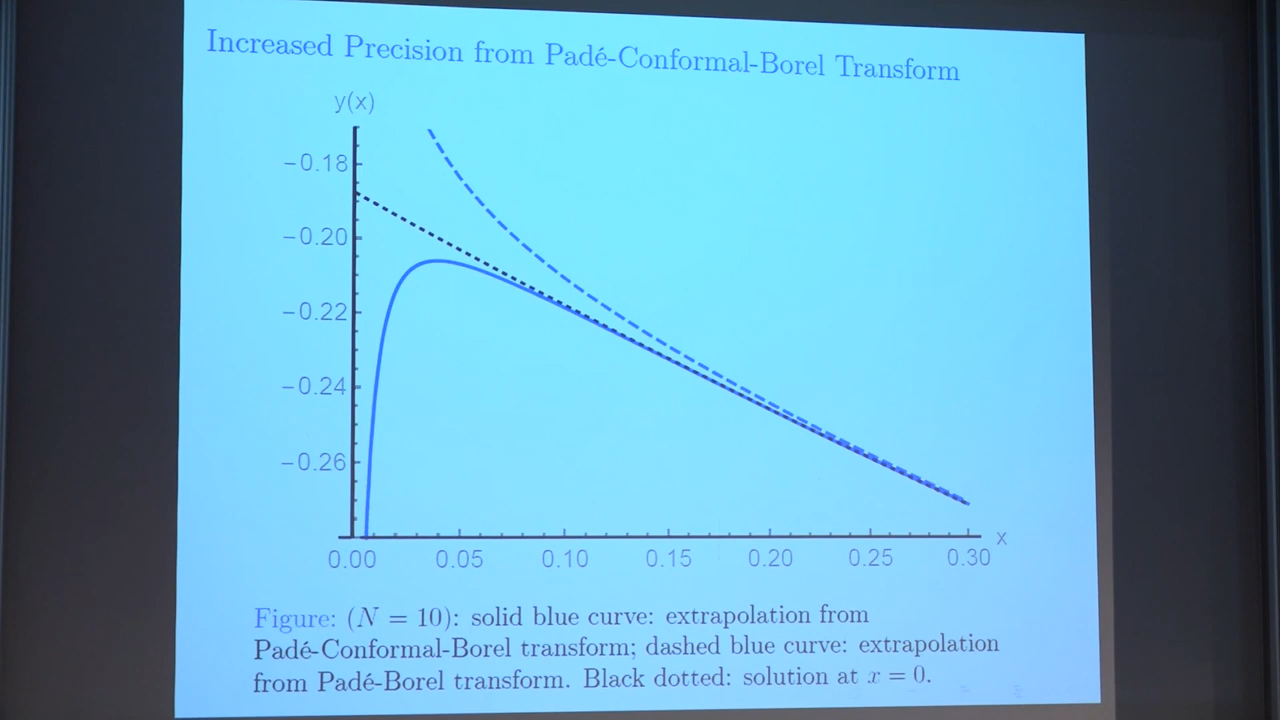 Increased Precision from Padé-Conformal-Borel Transform
y(x)
−0.18
−0.20
−0.22
−0.24
−0.26
0.00 0.05 0.10 0.15 0.20 0.25 0.30 x
Figure: (N = 10): solid blue curve: extrapolation from
Padé-Conformal-Borel transform; dashed blue curve: extrapolation
from Padé-Borel transform. Black dotted: solution at x = 0.